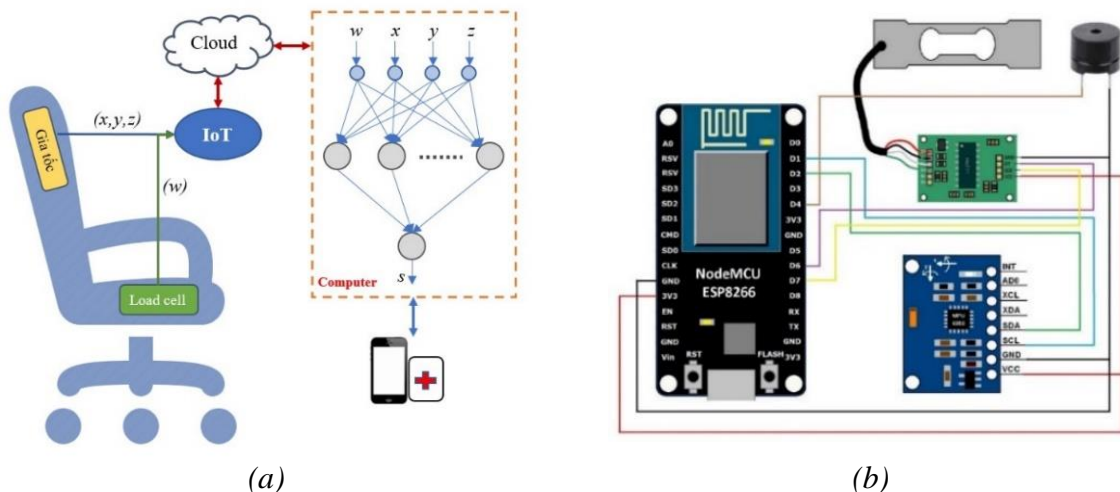 Cloud
w x y z
(x,y,z)
IoT
Gia tốc
(w)
Load cell
Computer
s
(a)
A0
RSV
RSV
SD3
SD2
SD1
CMD
SD0
CLK
GND
3V3
EN
RST
GND
Vin
D0
D1
D2
D3
D4
3V3
GND
D5
D6
D7
D8
RX
TX
GND
3V3
NodeMCU
ESP8266
RST
FLASH
INT
AD0
XCL
XDA
SDA
SCL
GND
VCC
MPU
(b)